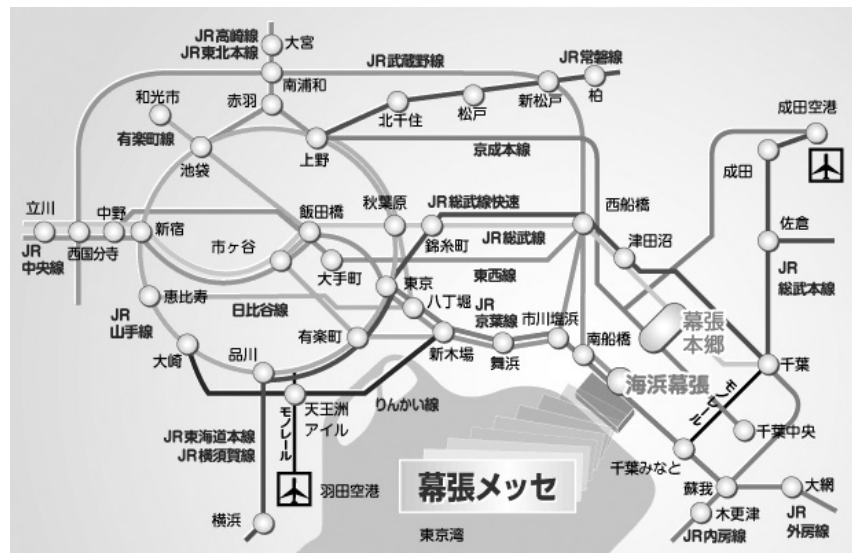 JR高崎線
JR東北本線
大宮
JR武蔵野線
JR常磐線
南浦和
新松戸
柏
和光市
赤羽
北千住
松戸
成田空港
有楽町線
池袋
上野
京成本線
成田
立川
中野
新宿
飯田橋
秋葉原
JR総武線快速
西船橋
佐倉
西国分寺
市ヶ谷
錦糸町
JR総武線
津田沼
JR
中央線
大手町
東西線
JR
総武本線
恵比寿
日比谷線
東京
八丁堀
JR
京葉線
市川塩浜
幕張
本郷
JR
山手線
有楽町
新木場
舞浜
南船橋
千葉
大崎
品川
海浜幕張
モノレール
りんかい線
天王洲
アイル
モノレール
千葉中央
JR東海道本線
JR横須賀線
千葉みなと
羽田空港
幕張メッセ
蘇我
大網
横浜
東京湾
木更津
JR内房線
JR
外房線